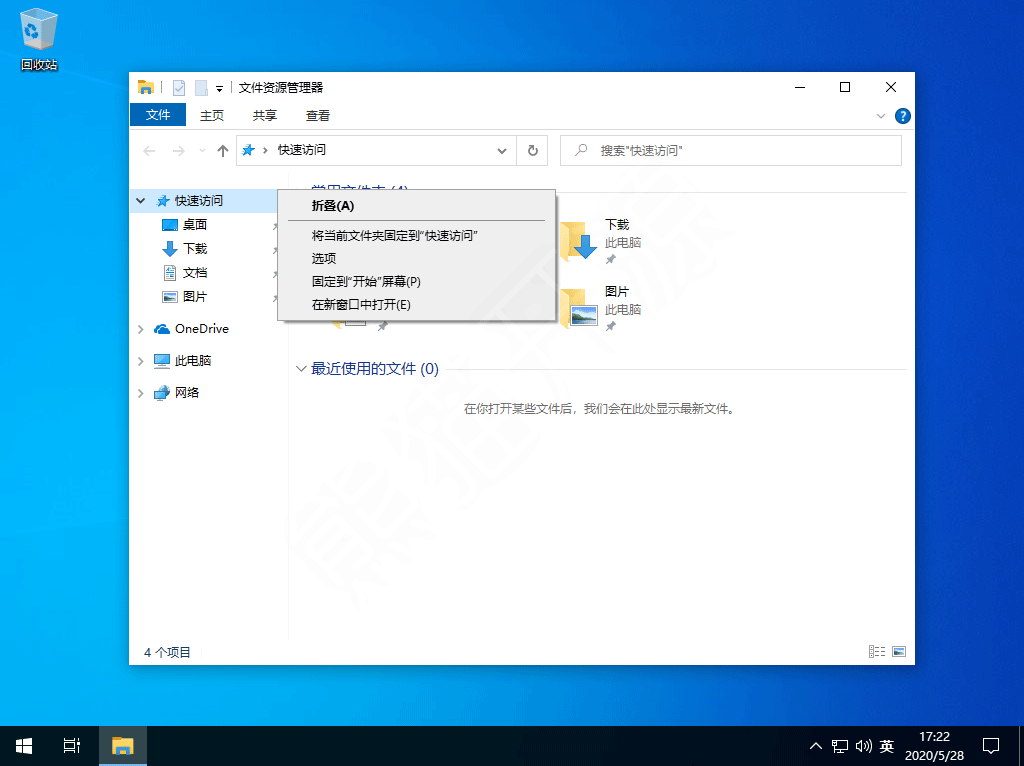 回收站
文件资源管理器
文件 主页 共享 查看
快速访问
搜索"快速访问"
快速访问
桌面
下载
文档
图片
OneDrive
此电脑
网络
常用文件夹 (4)
折叠(A)
将当前文件夹固定到“快速访问”
选项
固定到“开始”屏幕(P)
在新窗口中打开(E)
下载
此电脑
图片
此电脑
最近使用的文件 (0)
在你打开某些文件后，我们会在此处显示最新文件。
4 个项目
英
17:22
2020/5/28